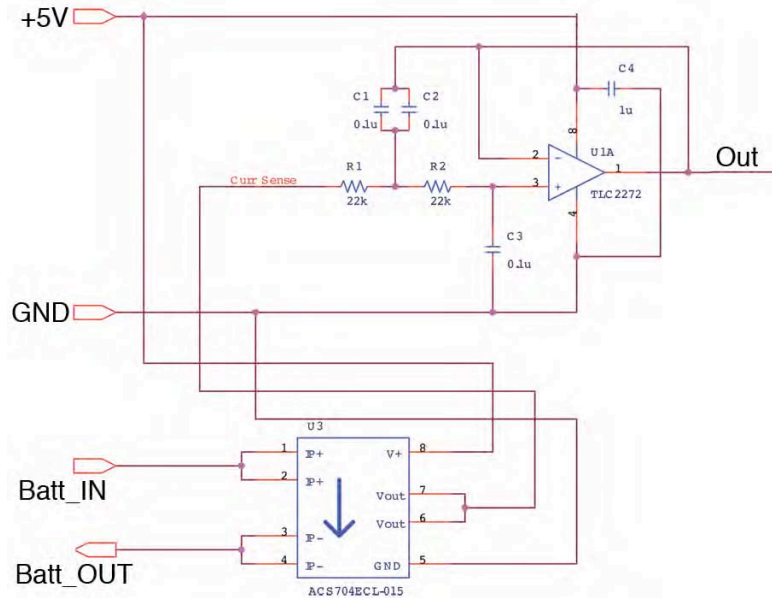 +5V
C4
1u
C1
C2
0.1u
0.1u
8
2
U1A
1
Out
R1
R2
Curr Sense
3
TLC2272
22k
22k
4
C3
0.1u
GND
U3
1
IP+
V+
8
Batt_IN
2
IP+
Vout
7
Vout
6
3
IP-
Batt_OUT
4
IP-
GND
5
ACS704ECL-015